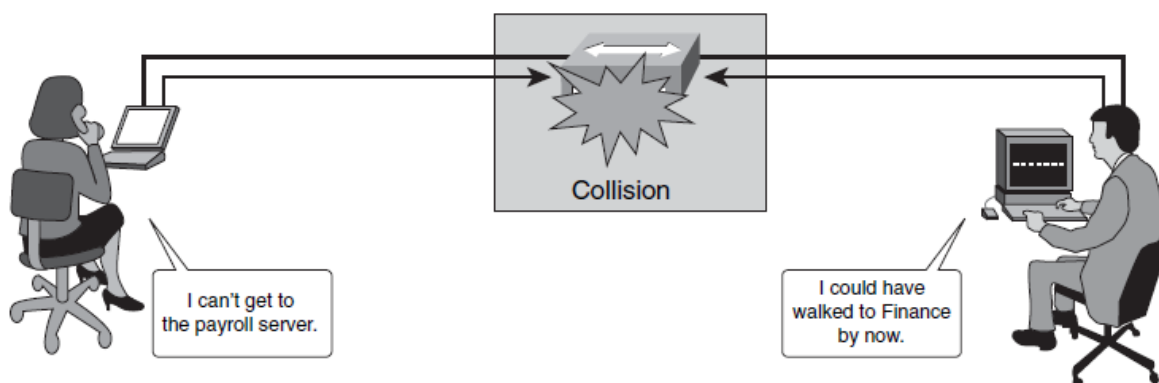 Collision
I can't get to
the payroll server.
I could have
walked to Finance
by now.